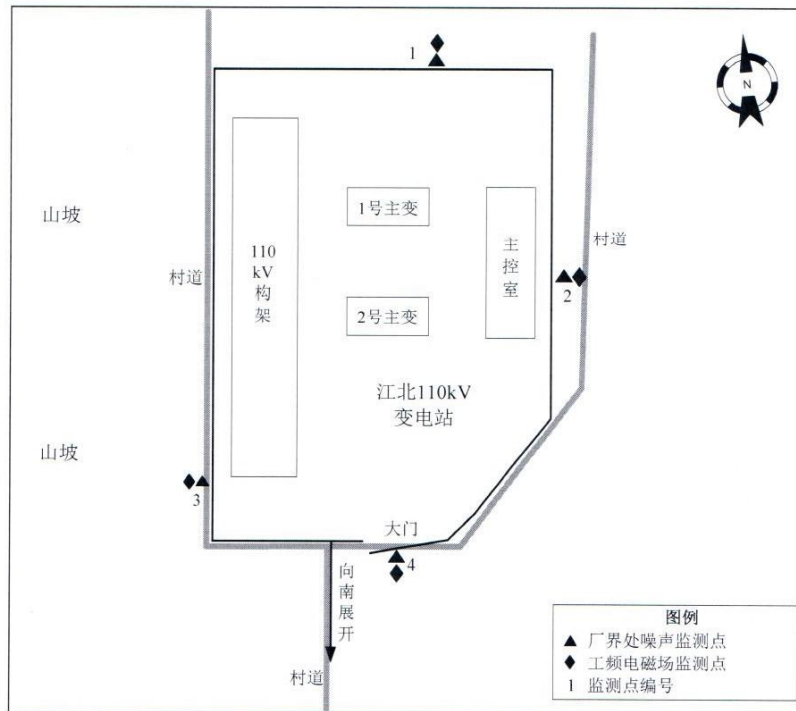 1
N
山坡
1号主变
110
kV
构
架
主
控
室
村道
村道
2
2号主变
江北110kV
变电站
山坡
3
大门
4
向
南
展
开
村道
图例
厂界处噪声监测点
工频电磁场监测点
1 监测点编号